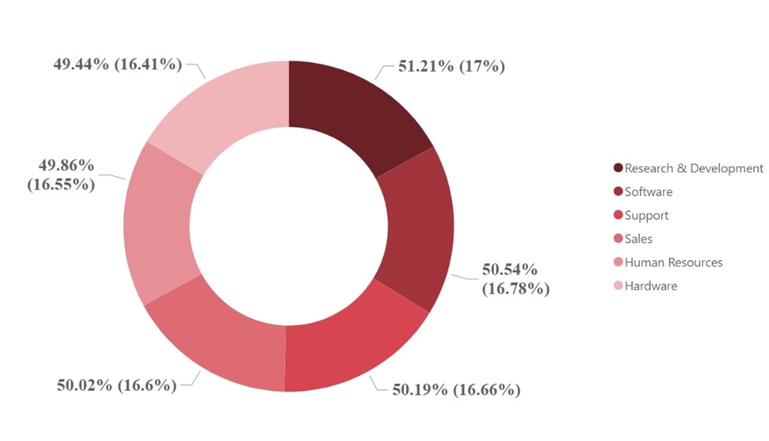 49.44% (16.41%)
51.21% (17%)
49.86%
(16.55%)
50.54%
(16.78%)
50.02% (16.6%)
50.19% (16.66%)
Research & Development
Software
Support
Sales
Human Resources
Hardware